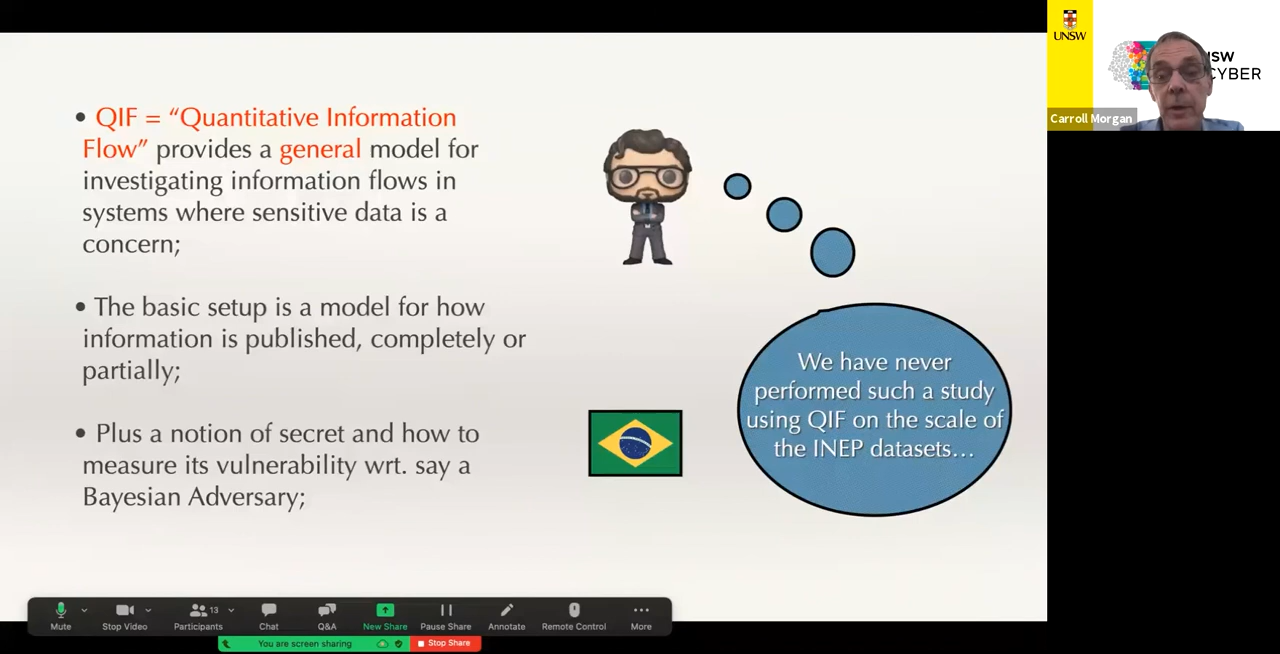 • QIF = “Quantitative Information
Flow” provides a general model for
investigating information flows in
systems where sensitive data is a
concern;
• The basic setup is a model for how
information is published, completely or
partially;
• Plus a notion of secret and how to
measure its vulnerability wrt. say a
Bayesian Adversary;
We have never
performed such a study
using QIF on the scale of
the INEP datasets…
UNSW
SW
CYBER
Carroll Morgan
Mute
Stop Video
13
Participants
Chat
Q&A
New Share
Pause Share
Annotate
Remote Control
More
You are screen sharing
Stop Share